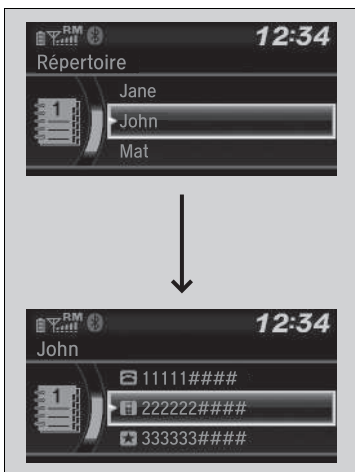 RM
12:34
Répertoire
1
Jane
John
Mat
RM
12:34
John
1
11111####
222222####
333333####